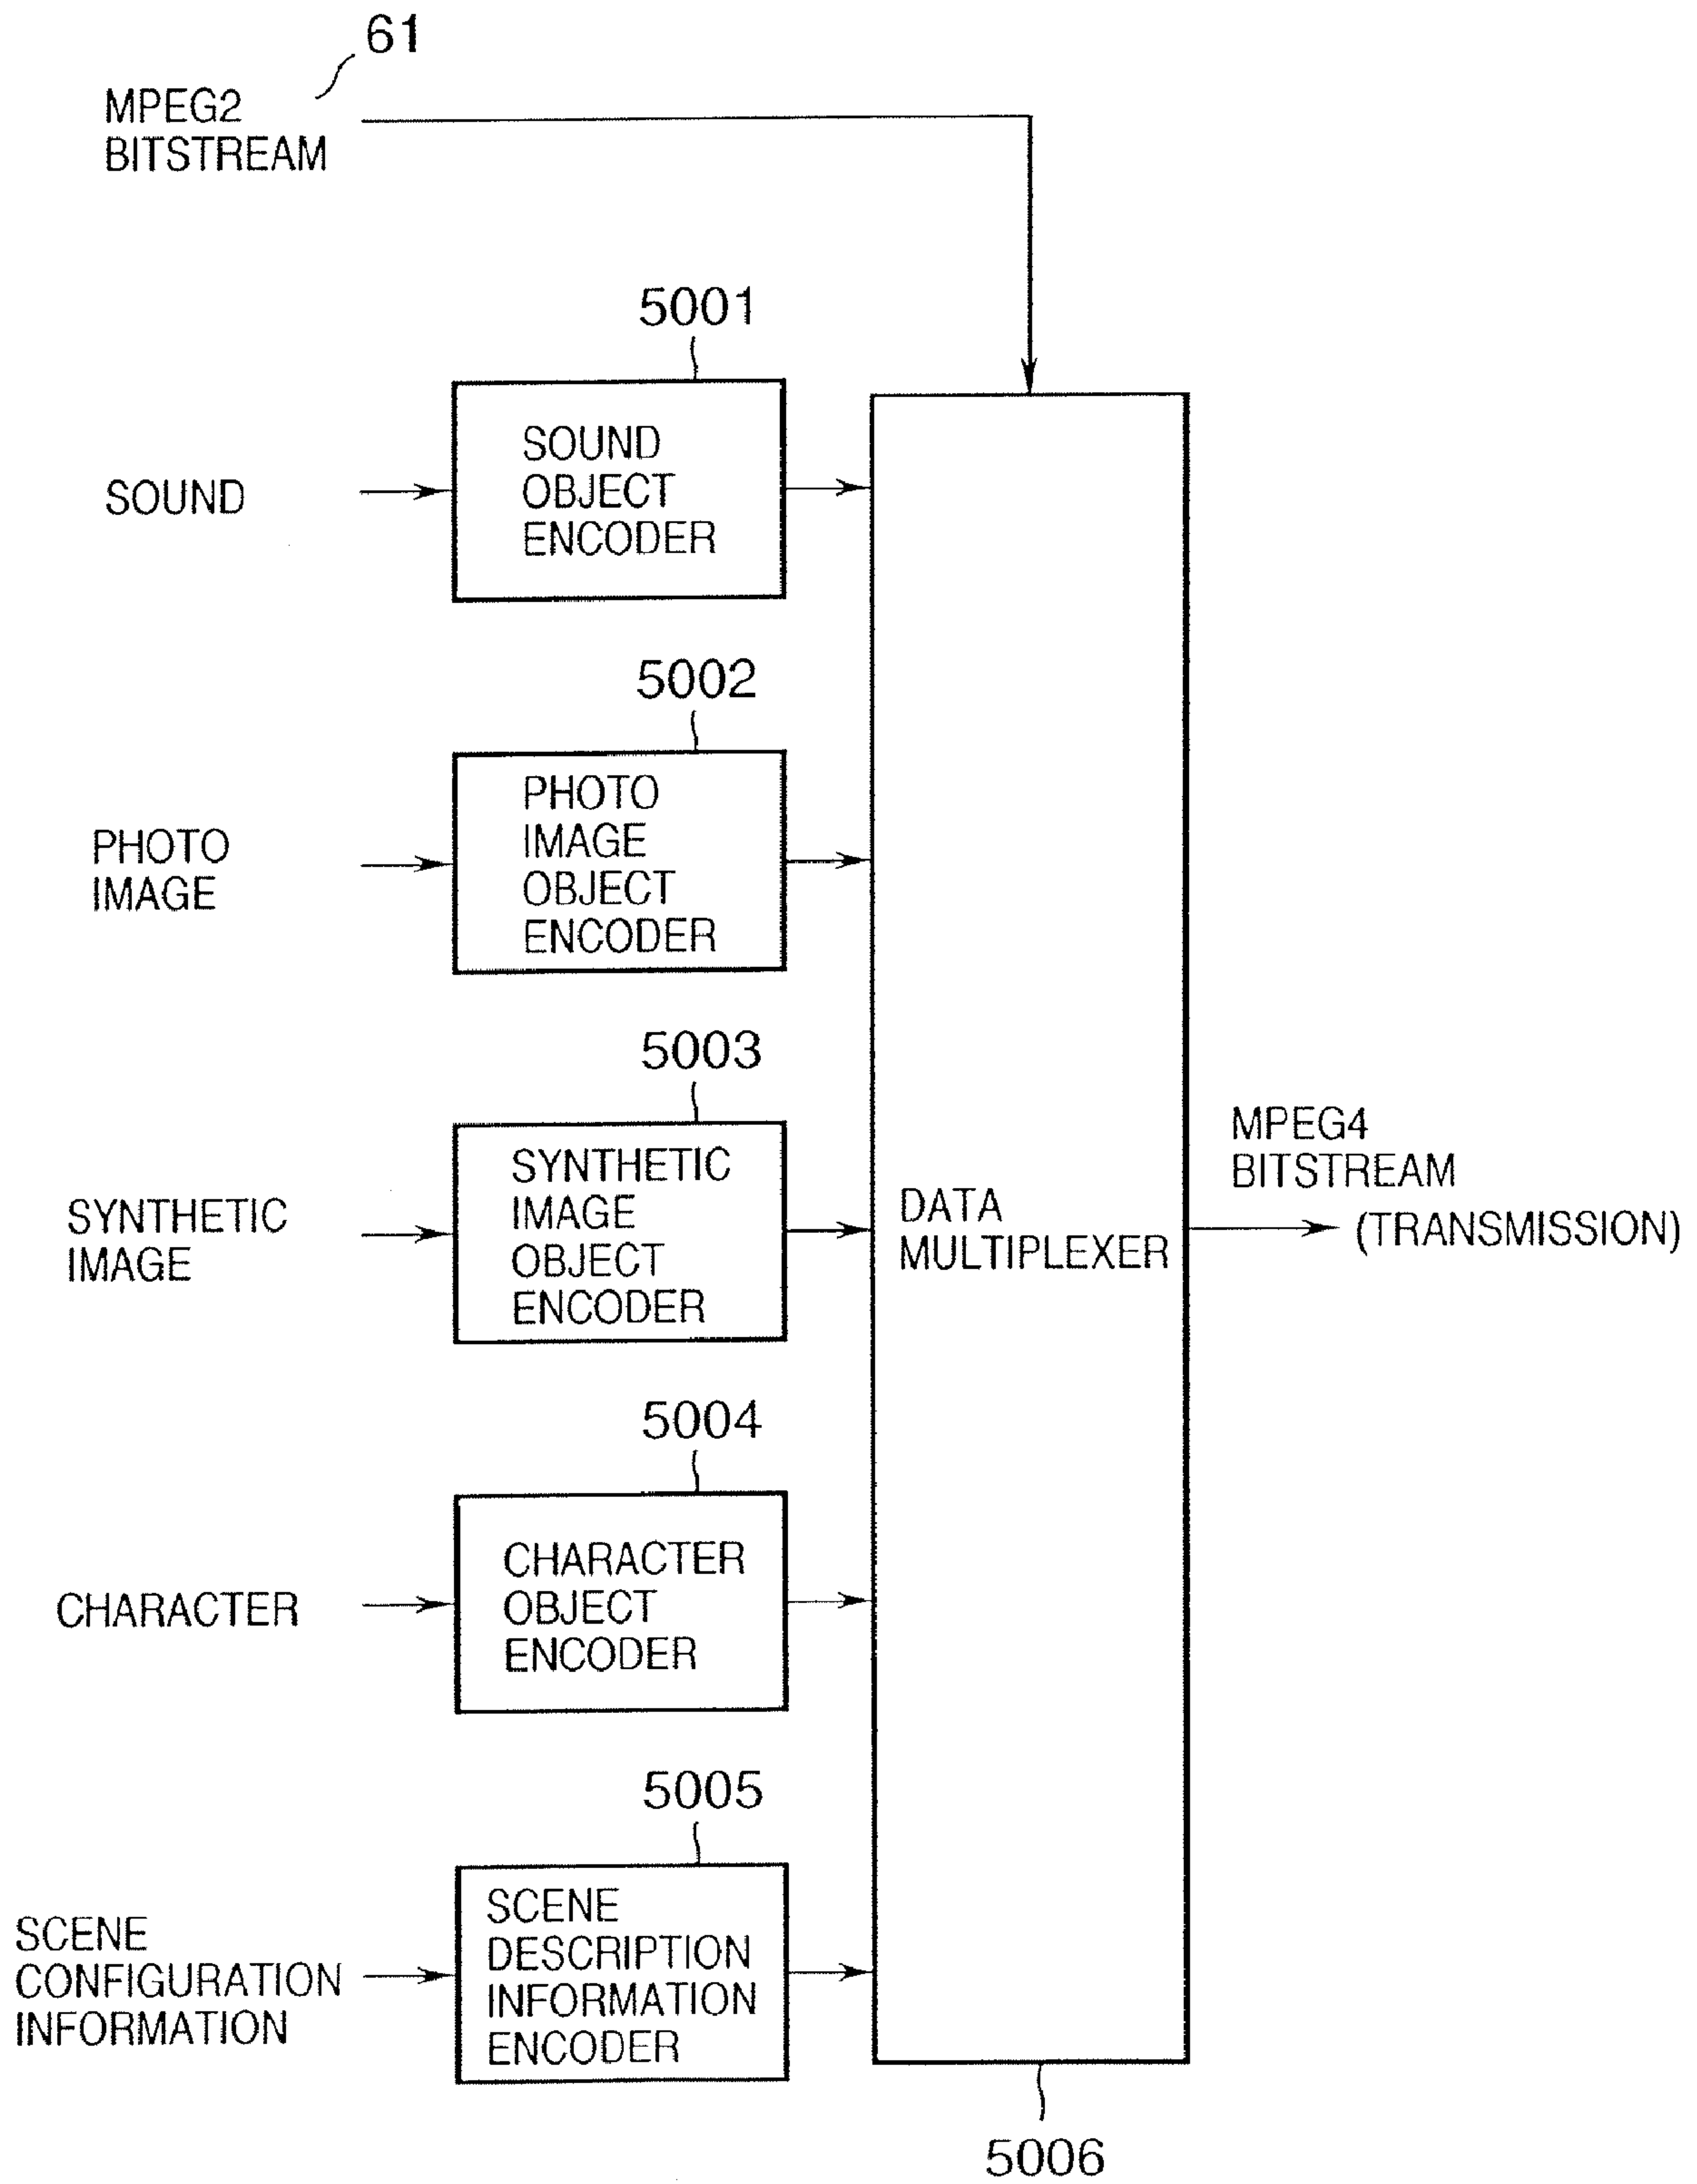 61
MPEG2
BITSTREAM
5001
SOUND
SOUND
OBJECT
ENCODER
5002
PHOTO
IMAGE
PHOTO
IMAGE
OBJECT
ENCODER
5003
SYNTHETIC
IMAGE
SYNTHETIC
IMAGE
OBJECT
ENCODER
DATA
MULTIPLEXER
MPEG4
BITSTREAM
(TRANSMISSION)
5004
CHARACTER
CHARACTER
OBJECT
ENCODER
5005
SCENE
CONFIGURATION
INFORMATION
SCENE
DESCRIPTION
INFORMATION
ENCODER
5006